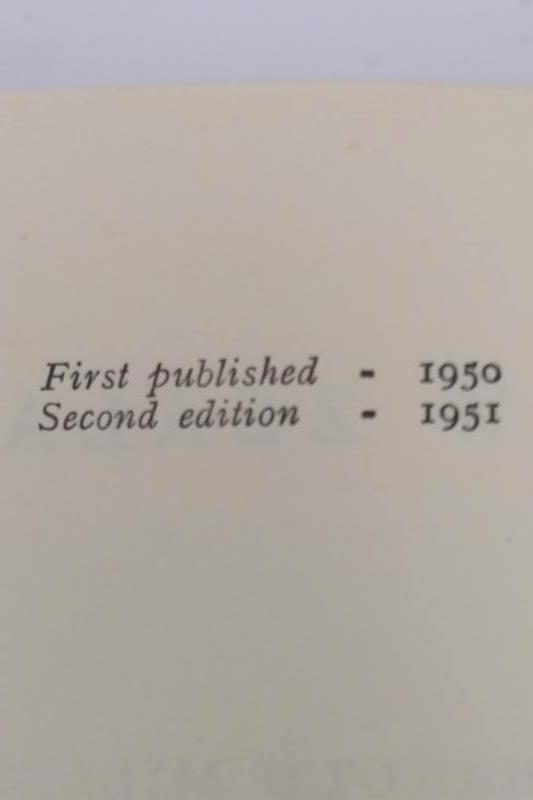 First published - 1950
Second edition - 1951